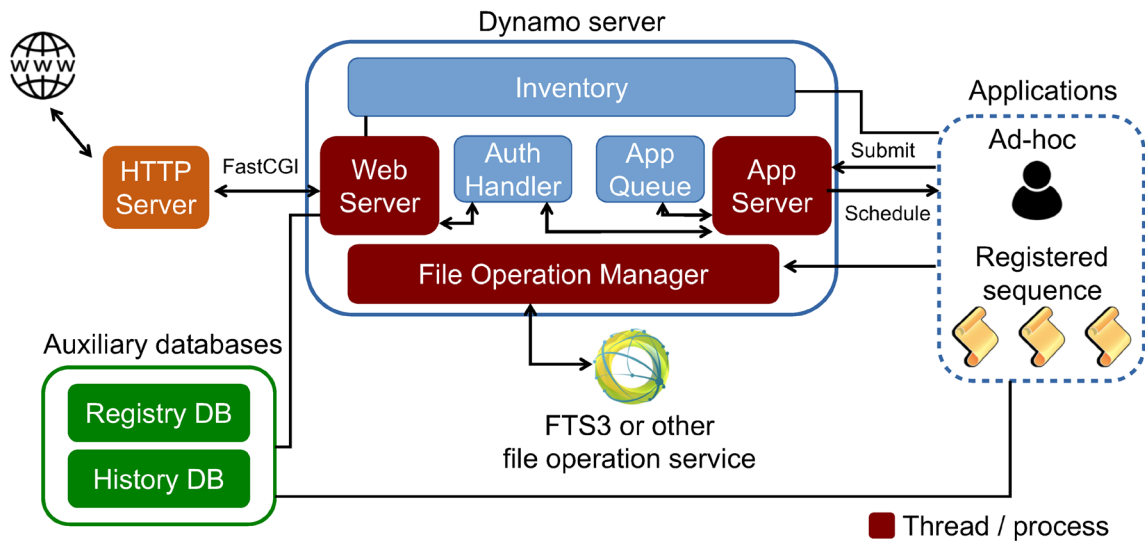 Dynamo server
WWW
Inventory
Applications
HTTP
Server
FastCGI
Web
Server
Auth
Handler
App
Queue
App
Server
Submit
Schedule
Ad-hoc
File Operation Manager
Registered
sequence
Auxiliary databases
Registry DB
History DB
FTS3 or other
file operation service
Thread / process